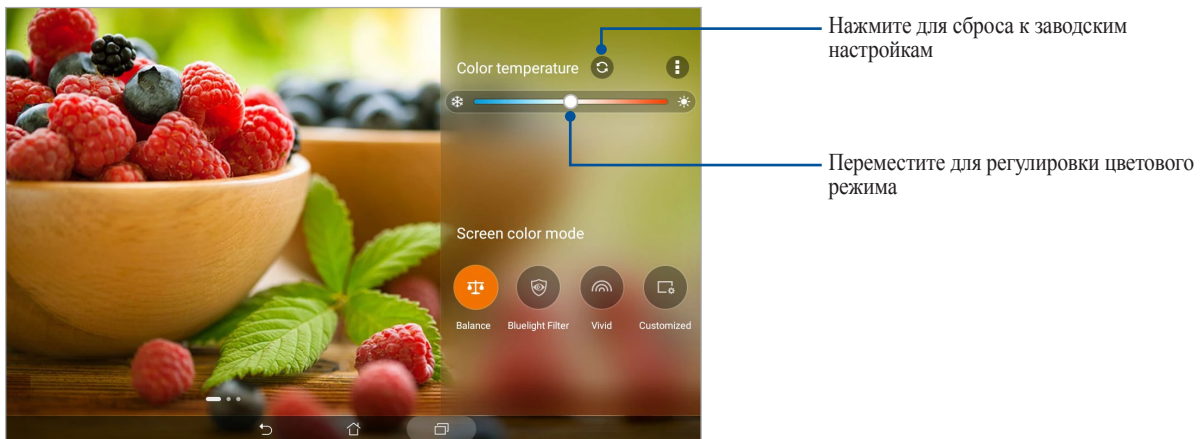 Нажмите для сброса к заводским
настройкам
Color temperature
Переместите для регулировки цветового
режима
Screen color mode
Balance
Bluelight Filter
Vivid
Customized